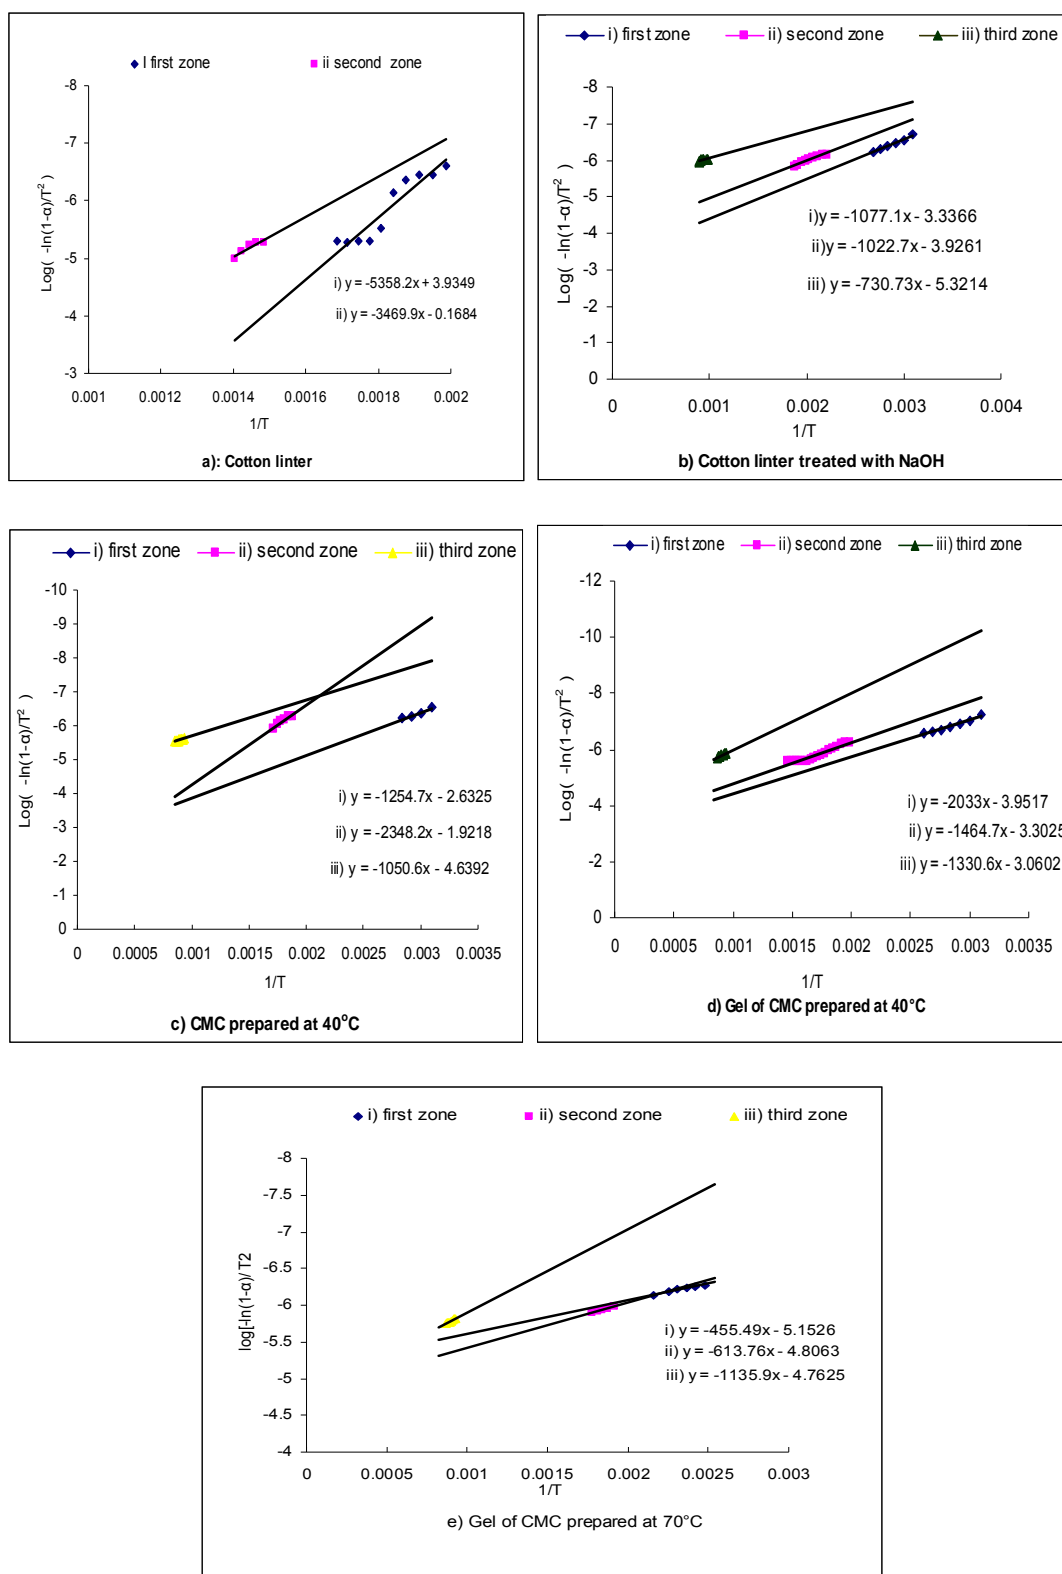 I first zone ii second zone
Log( -ln(1-α)/T²)
-8
-7
-6
-5
-4
-3
i) y = -5358.2x + 3.9349
ii) y = -3469.9x - 0.1684
0.001 0.0012 0.0014 0.0016 0.0018 0.002
1/T
a): Cotton linter
i) first zone ii) second zone iii) third zone
Log( -ln(1-α)/T² )
-8
-7
-6
-5
-4
-3
-2
-1
0
i)y = -1077.1x - 3.3366
ii)y = -1022.7x - 3.9261
iii) y = -730.73x - 5.3214
0 0.001 0.002 0.003 0.004
1/T
b) Cotton linter treated with NaOH
i) first zone ii) second zone iii) third zone
Log( -ln(1-α)/T² )
-10
-9
-8
-7
-6
-5
-4
-3
-2
-1
0
i) y = -1254.7x - 2.6325
ii) y = -2348.2x - 1.9218
iii) y = -1050.6x - 4.6392
0 0.0005 0.001 0.0015 0.002 0.0025 0.003 0.0035
1/T
c) CMC prepared at 40°C
i) first zone ii) second zone iii) third zone
Log( -ln(1-α)/T² )
-12
-10
-8
-6
-4
-2
0
i) y = -2033x - 3.9517
ii) y = -1464.7x - 3.3025
iii) y = -1330.6x - 3.0602
0 0.0005 0.001 0.0015 0.002 0.0025 0.003 0.0035
1/T
d) Gel of CMC prepared at 40°C
i) first zone ii) second zone iii) third zone
log[-ln(1-α)/T2
-8
-7.5
-7
-6.5
-6
-5.5
-5
-4.5
-4
i) y = -455.49x - 5.1526
ii) y = -613.76x - 4.8063
iii) y = -1135.9x - 4.7625
0 0.0005 0.001 0.0015 0.002 0.0025 0.003
1/T
e) Gel of CMC prepared at 70°C